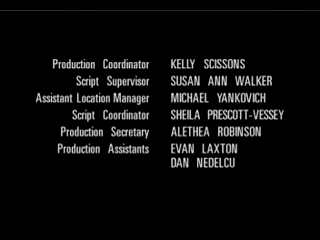 Production Coordinator KELLY SCISSONS
Script Supervisor SUSAN ANN WALKER
Assistant Location Manager MICHAEL YANKOVICH
Script Coordinator SHEILA PRESCOTT-VESSEY
Production Secretary ALETHEA ROBINSON
Production Assistants EVAN LAXTON
DAN NEDELCU